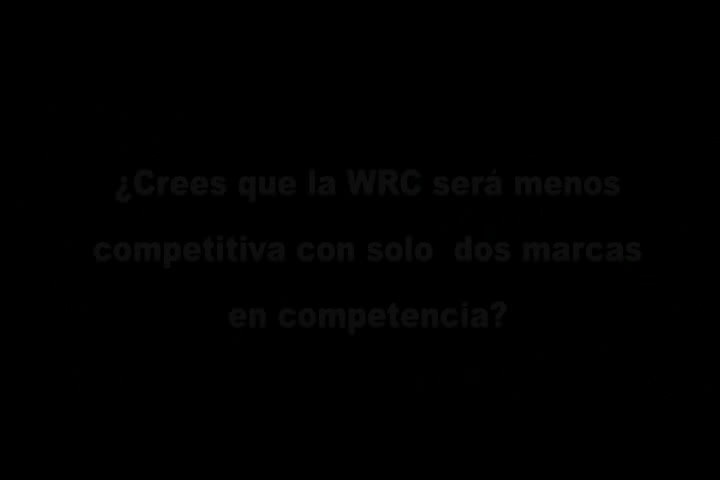 ¿Crees que la WRC será menos
competitiva con solo  dos marcas
en competencia?